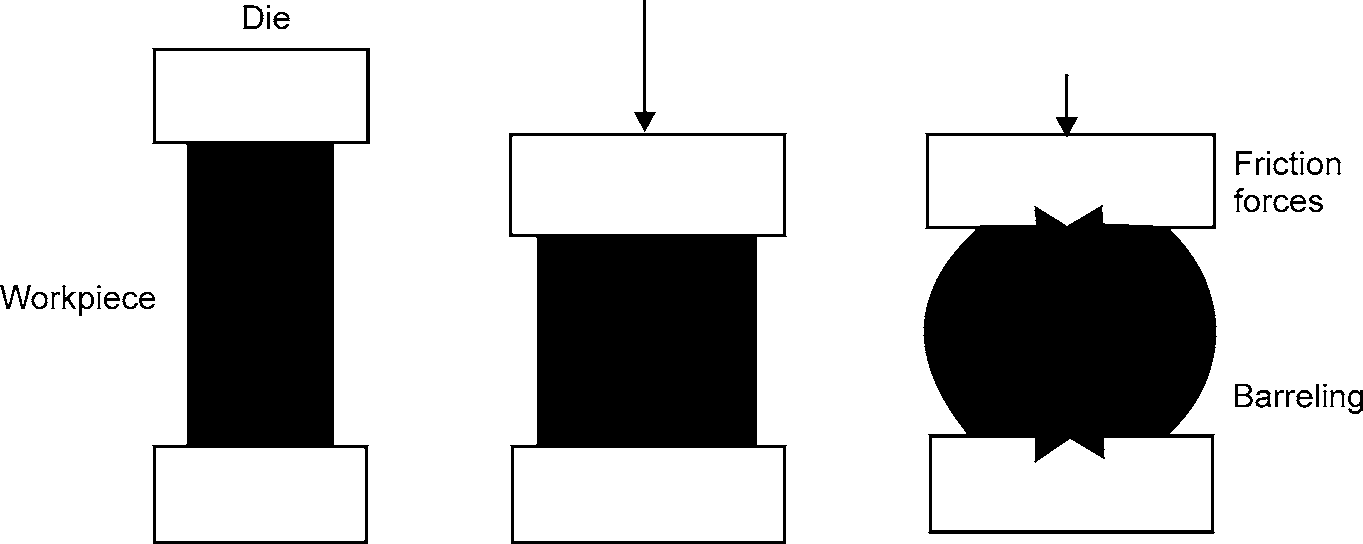 Die
Workpiece
Friction
forces
Barreling